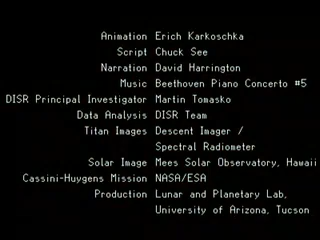 Animation Erich Karkoschka
Script Chuck See
Narration David Harrington
Music Beethoven Piano Concerto #5
DISR Principal Investigator Martin Tomasko
Data Analysis DISR Team
Titan Images Descent Imager /
Spectral Radiometer
Solar Image Mees Solar Observatory, Hawaii
Cassini-Huygens Mission NASA/ESA
Production Lunar and Planetary Lab,
University of Arizona, Tucson